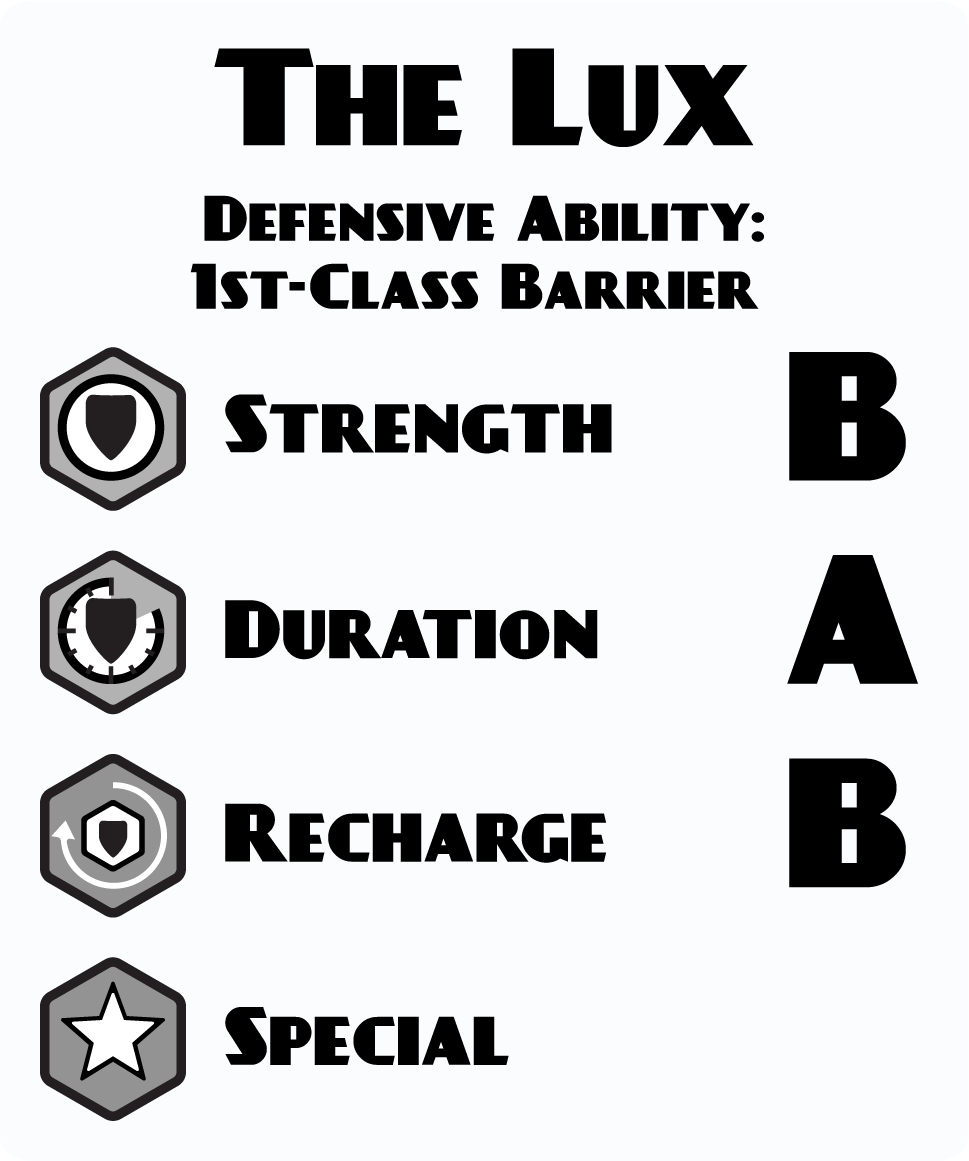 The Lux
Defensive Ability:
1st-Class Barrier
Strength B
Duration A
Recharge B
Special